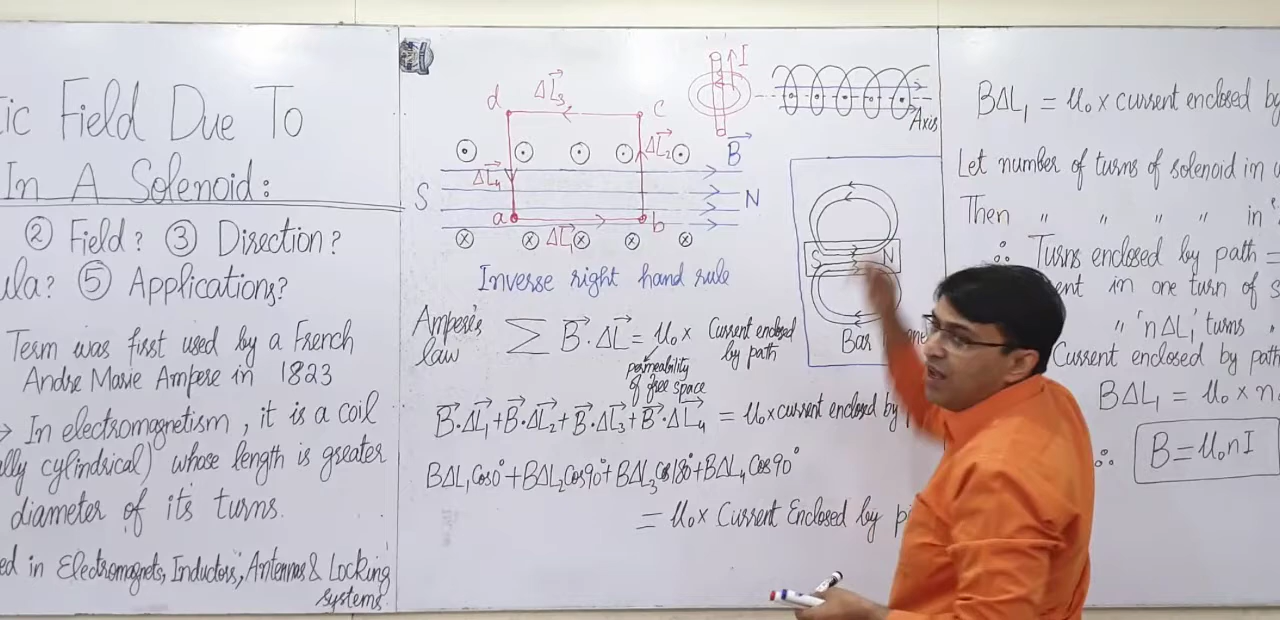 ic Field Due To
In A Solenoid:
② Field? ③ Direction?
ula? ⑤ Applications?
Term was first used by a French
Andre Marie Ampere in 1823
→ In electromagnetism, it is a coil
ally cylindrical) whose length is greater
diameter of its turns.
ed in Electromagnets, Inductors, Antennas & Locking
systems.
d ΔL₃ c
ΔL₄ ΔL₂ B
S N
a ΔL₁ b
Inverse right hand rule
I
Axis
S N
Bar
Ampere's
law
∑ B⃗·ΔL⃗ = μ₀ × Current enclosed
by path
permeability
of free space
B⃗·ΔL₁⃗ + B⃗·ΔL₂⃗ + B⃗·ΔL₃⃗ + B⃗·ΔL₄⃗ = μ₀ × current enclosed by
BΔL₁Cos0° + BΔL₂Cos90° + BΔL₃Cos180° + BΔL₄Cos90°
= μ₀ × Current Enclosed by
BΔL₁ = μ₀ × current enclosed by
Let number of turns of solenoid in
Then " " " " in '
∴ Turns enclosed by path =
ent in one turn of s
" 'nΔL₁' turns
Current enclosed by path
BΔL₁ = μ₀ × n
∴ B = μ₀nI